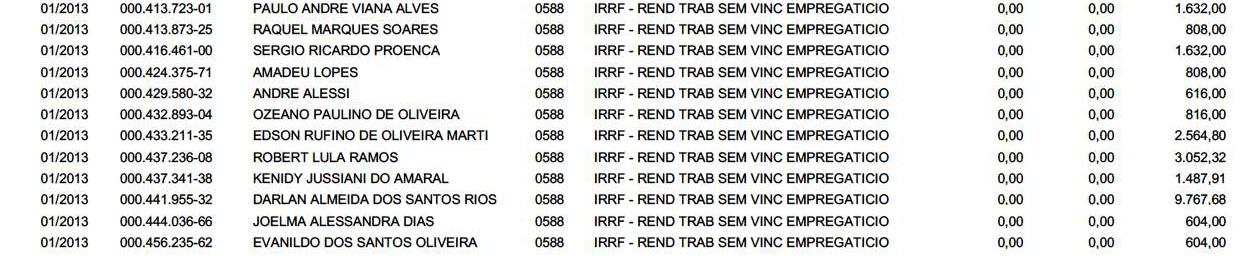 01/2013 000.413.723-01 PAULO ANDRE VIANA ALVES 0588 IRRF - REND TRAB SEM VINC EMPREGATICIO 0,00 0,00 1.632,00
01/2013 000.413.873-25 RAQUEL MARQUES SOARES 0588 IRRF - REND TRAB SEM VINC EMPREGATICIO 0,00 0,00 808,00
01/2013 000.416.461-00 SERGIO RICARDO PROENCA 0588 IRRF - REND TRAB SEM VINC EMPREGATICIO 0,00 0,00 1.632,00
01/2013 000.424.375-71 AMADEU LOPES 0588 IRRF - REND TRAB SEM VINC EMPREGATICIO 0,00 0,00 808,00
01/2013 000.429.580-32 ANDRE ALESSI 0588 IRRF - REND TRAB SEM VINC EMPREGATICIO 0,00 0,00 616,00
01/2013 000.432.893-04 OZEANO PAULINO DE OLIVEIRA 0588 IRRF - REND TRAB SEM VINC EMPREGATICIO 0,00 0,00 816,00
01/2013 000.433.211-35 EDSON RUFINO DE OLIVEIRA MARTI 0588 IRRF - REND TRAB SEM VINC EMPREGATICIO 0,00 0,00 2.564,80
01/2013 000.437.236-08 ROBERT LULA RAMOS 0588 IRRF - REND TRAB SEM VINC EMPREGATICIO 0,00 0,00 3.052,32
01/2013 000.437.341-38 KENIDY JUSSIANI DO AMARAL 0588 IRRF - REND TRAB SEM VINC EMPREGATICIO 0,00 0,00 1.487,91
01/2013 000.441.955-32 DARLAN ALMEIDA DOS SANTOS RIOS 0588 IRRF - REND TRAB SEM VINC EMPREGATICIO 0,00 0,00 9.767,68
01/2013 000.444.036-66 JOELMA ALESSANDRA DIAS 0588 IRRF - REND TRAB SEM VINC EMPREGATICIO 0,00 0,00 604,00
01/2013 000.456.235-62 EVANILDO DOS SANTOS OLIVEIRA 0588 IRRF - REND TRAB SEM VINC EMPREGATICIO 0,00 0,00 604,00